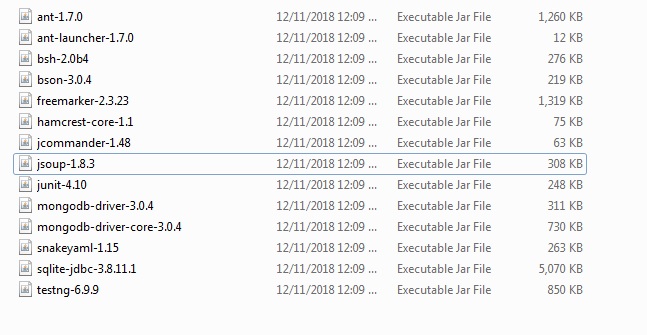 ant-1.7.0 12/11/2018 12:09 ... Executable Jar File 1,260 KB
ant-launcher-1.7.0 12/11/2018 12:09 ... Executable Jar File 12 KB
bsh-2.0b4 12/11/2018 12:09 ... Executable Jar File 276 KB
bson-3.0.4 12/11/2018 12:09 ... Executable Jar File 219 KB
freemarker-2.3.23 12/11/2018 12:09 ... Executable Jar File 1,319 KB
hamcrest-core-1.1 12/11/2018 12:09 ... Executable Jar File 75 KB
jcommander-1.48 12/11/2018 12:09 ... Executable Jar File 63 KB
jsoup-1.8.3 12/11/2018 12:09 ... Executable Jar File 308 KB
junit-4.10 12/11/2018 12:09 ... Executable Jar File 248 KB
mongodb-driver-3.0.4 12/11/2018 12:09 ... Executable Jar File 311 KB
mongodb-driver-core-3.0.4 12/11/2018 12:09 ... Executable Jar File 730 KB
snakeyaml-1.15 12/11/2018 12:09 ... Executable Jar File 263 KB
sqlite-jdbc-3.8.11.1 12/11/2018 12:09 ... Executable Jar File 5,070 KB
testng-6.9.9 12/11/2018 12:09 ... Executable Jar File 850 KB